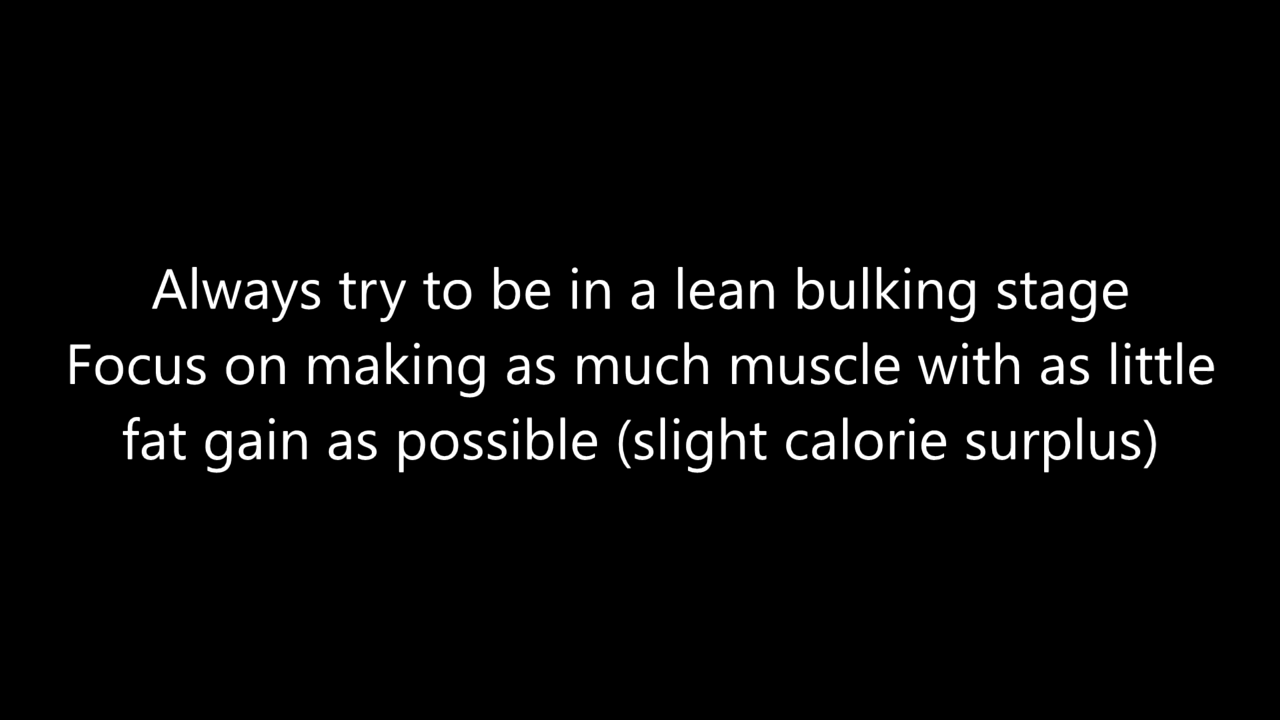 Always try to be in a lean bulking stage
Focus on making as much muscle with as little
fat gain as possible (slight calorie surplus)